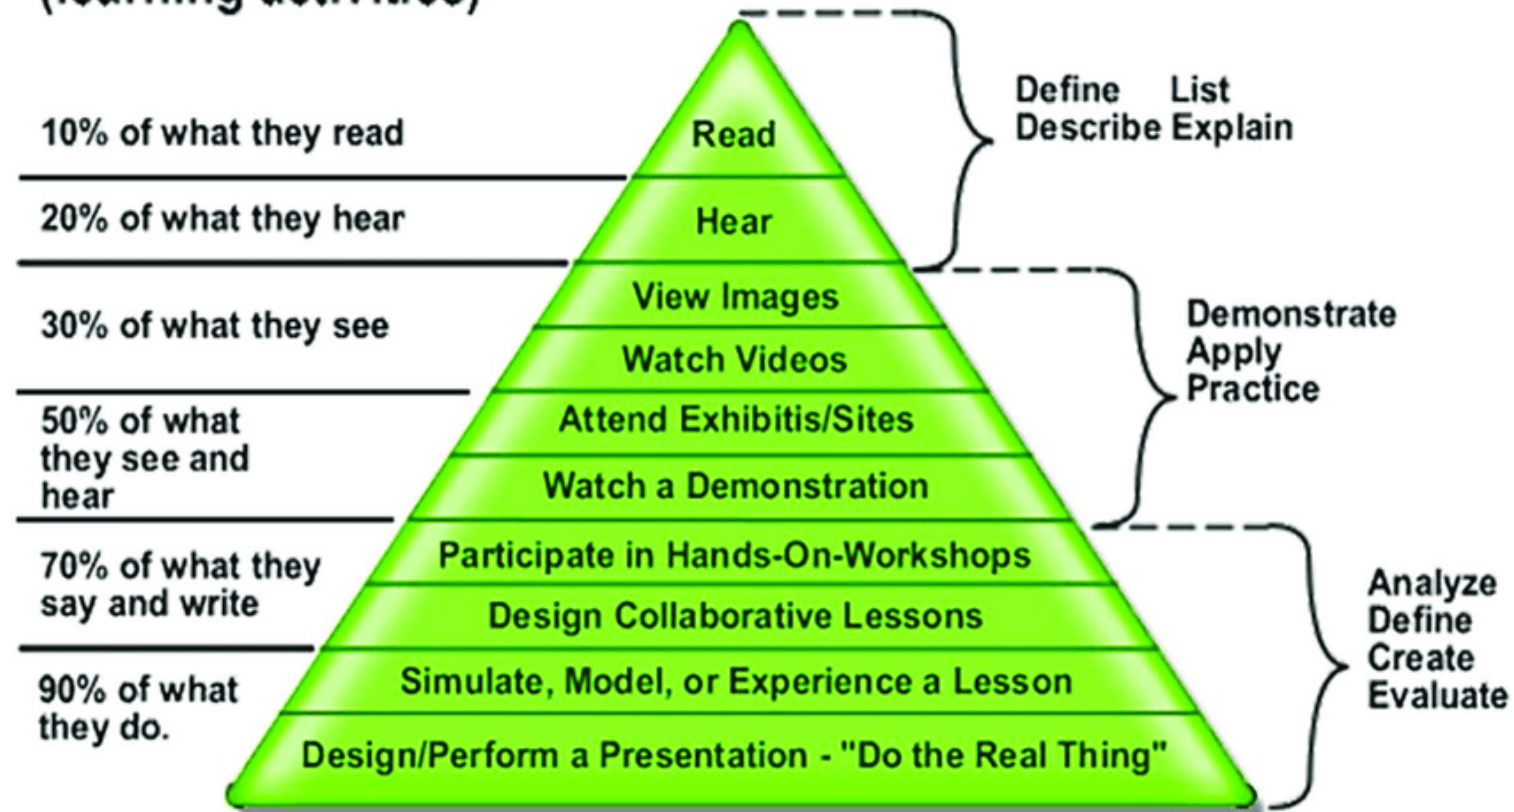 (learning activities)
10% of what they read
20% of what they hear
30% of what they see
50% of what
they see and
hear
70% of what they
say and write
90% of what
they do.
Read
Hear
View Images
Watch Videos
Attend Exhibitis/Sites
Watch a Demonstration
Participate in Hands-On-Workshops
Design Collaborative Lessons
Simulate, Model, or Experience a Lesson
Design/Perform a Presentation - "Do the Real Thing"
Define List
Describe Explain
Demonstrate
Apply
Practice
Analyze
Define
Create
Evaluate